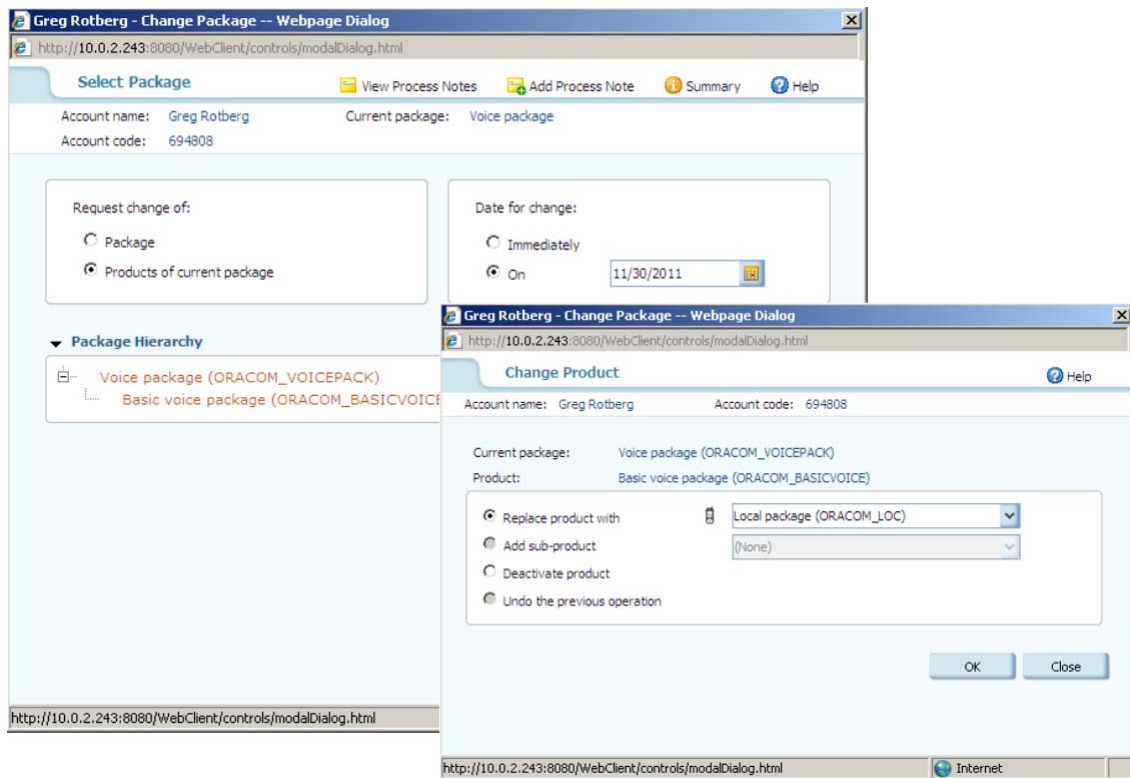 Greg Rotberg - Change Package -- Webpage Dialog
http://10.0.2.243:8080/WebClient/controls/modalDialog.html
Select Package View Process Notes Add Process Note Summary Help
Account name: Greg Rotberg Current package: Voice package
Account code: 694808
Request change of:
Package
Products of current package
Date for change:
Immediately
On 11/30/2011
Package Hierarchy
Voice package (ORACOM_VOICEPACK)
Basic voice package (ORACOM_BASICVOICE
http://10.0.2.243:8080/WebClient/controls/modalDialog.html
Greg Rotberg - Change Package -- Webpage Dialog
http://10.0.2.243:8080/WebClient/controls/modalDialog.html
Change Product Help
Account name: Greg Rotberg Account code: 694808
Current package: Voice package (ORACOM_VOICEPACK)
Product: Basic voice package (ORACOM_BASICVOICE)
Replace product with Local package (ORACOM_LOC)
Add sub-product (None)
Deactivate product
Undo the previous operation
OK Close
http://10.0.2.243:8080/WebClient/controls/modalDialog.html Internet